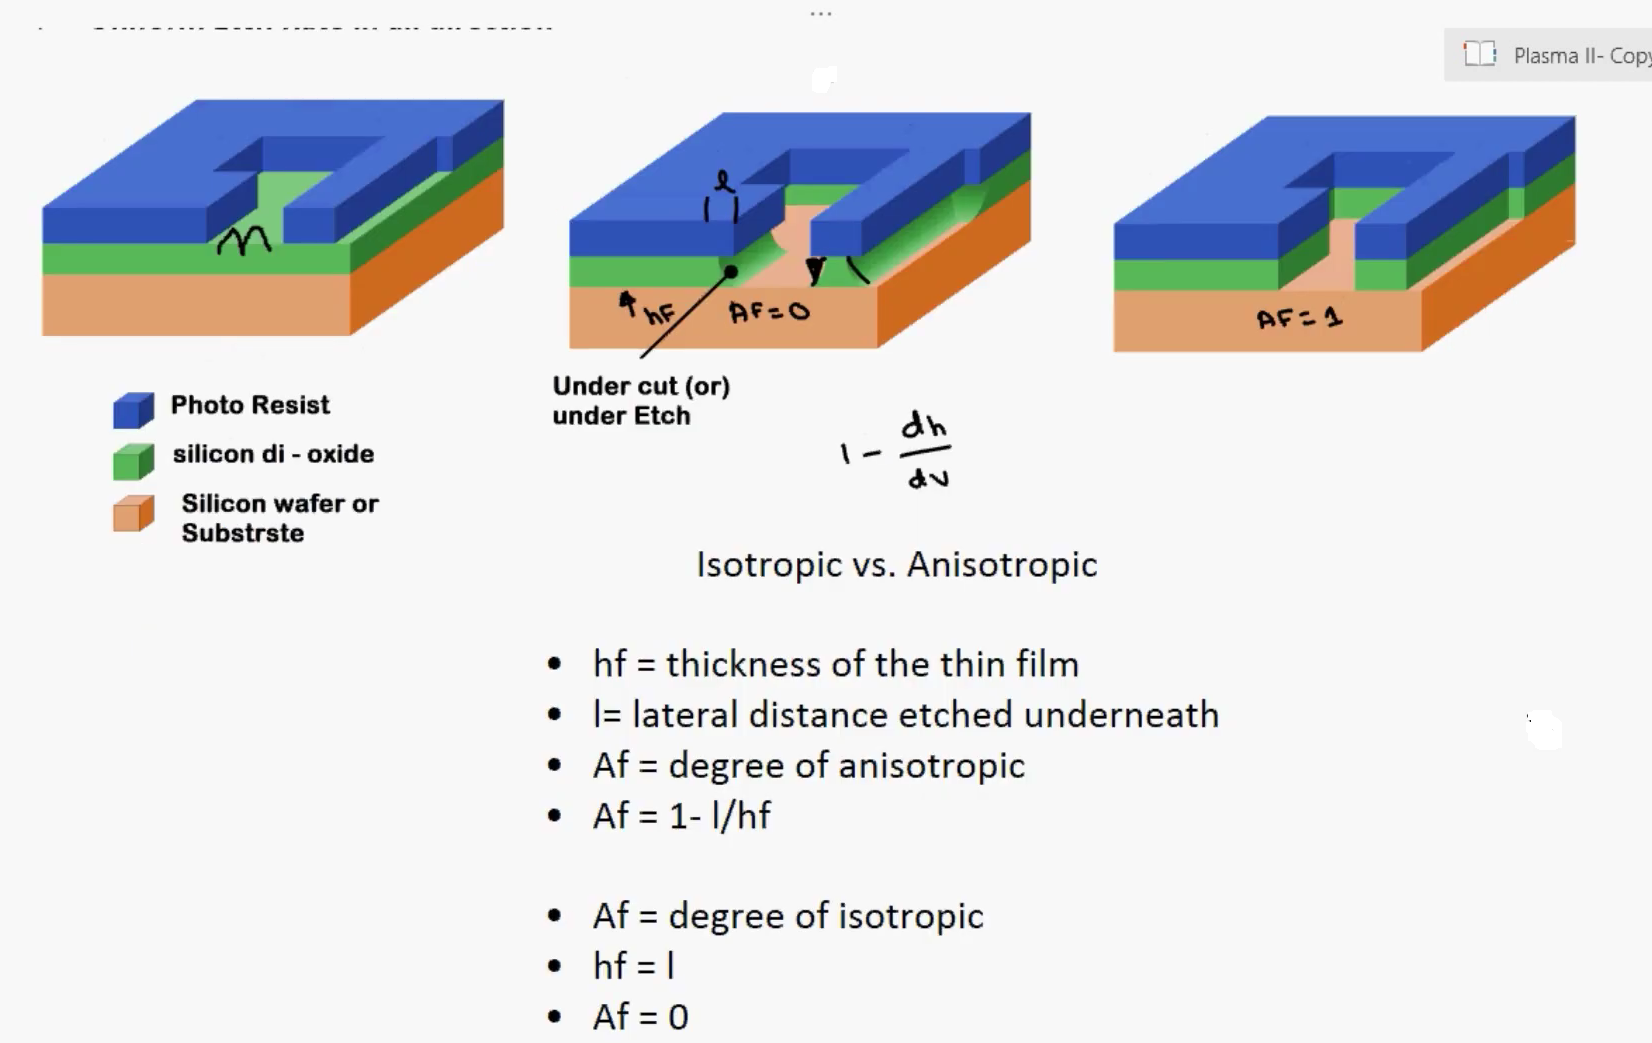 ...
Plasma II- Copy
m
l
hF
AF=0
AF=1
Photo Resist
silicon di - oxide
Silicon wafer or
Substrste
Under cut (or)
under Etch
1 - dh
dv
Isotropic vs. Anisotropic
• hf = thickness of the thin film
• l= lateral distance etched underneath
• Af = degree of anisotropic
• Af = 1- l/hf
• Af = degree of isotropic
• hf = l
• Af = 0